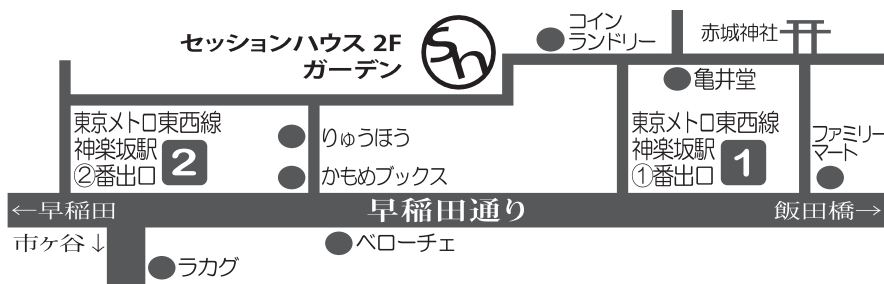 セッションハウス 2F
ガーデン
sh
コイン
ランドリー
赤城神社
亀井堂
東京メトロ東西線
神楽坂駅
②番出口
2
りゅうほう
かもめブックス
東京メトロ東西線
神楽坂駅
①番出口
1
ファミリー
マート
←早稲田
早稲田通り
飯田橋→
市ヶ谷↓
ラカグ
ベローチェ